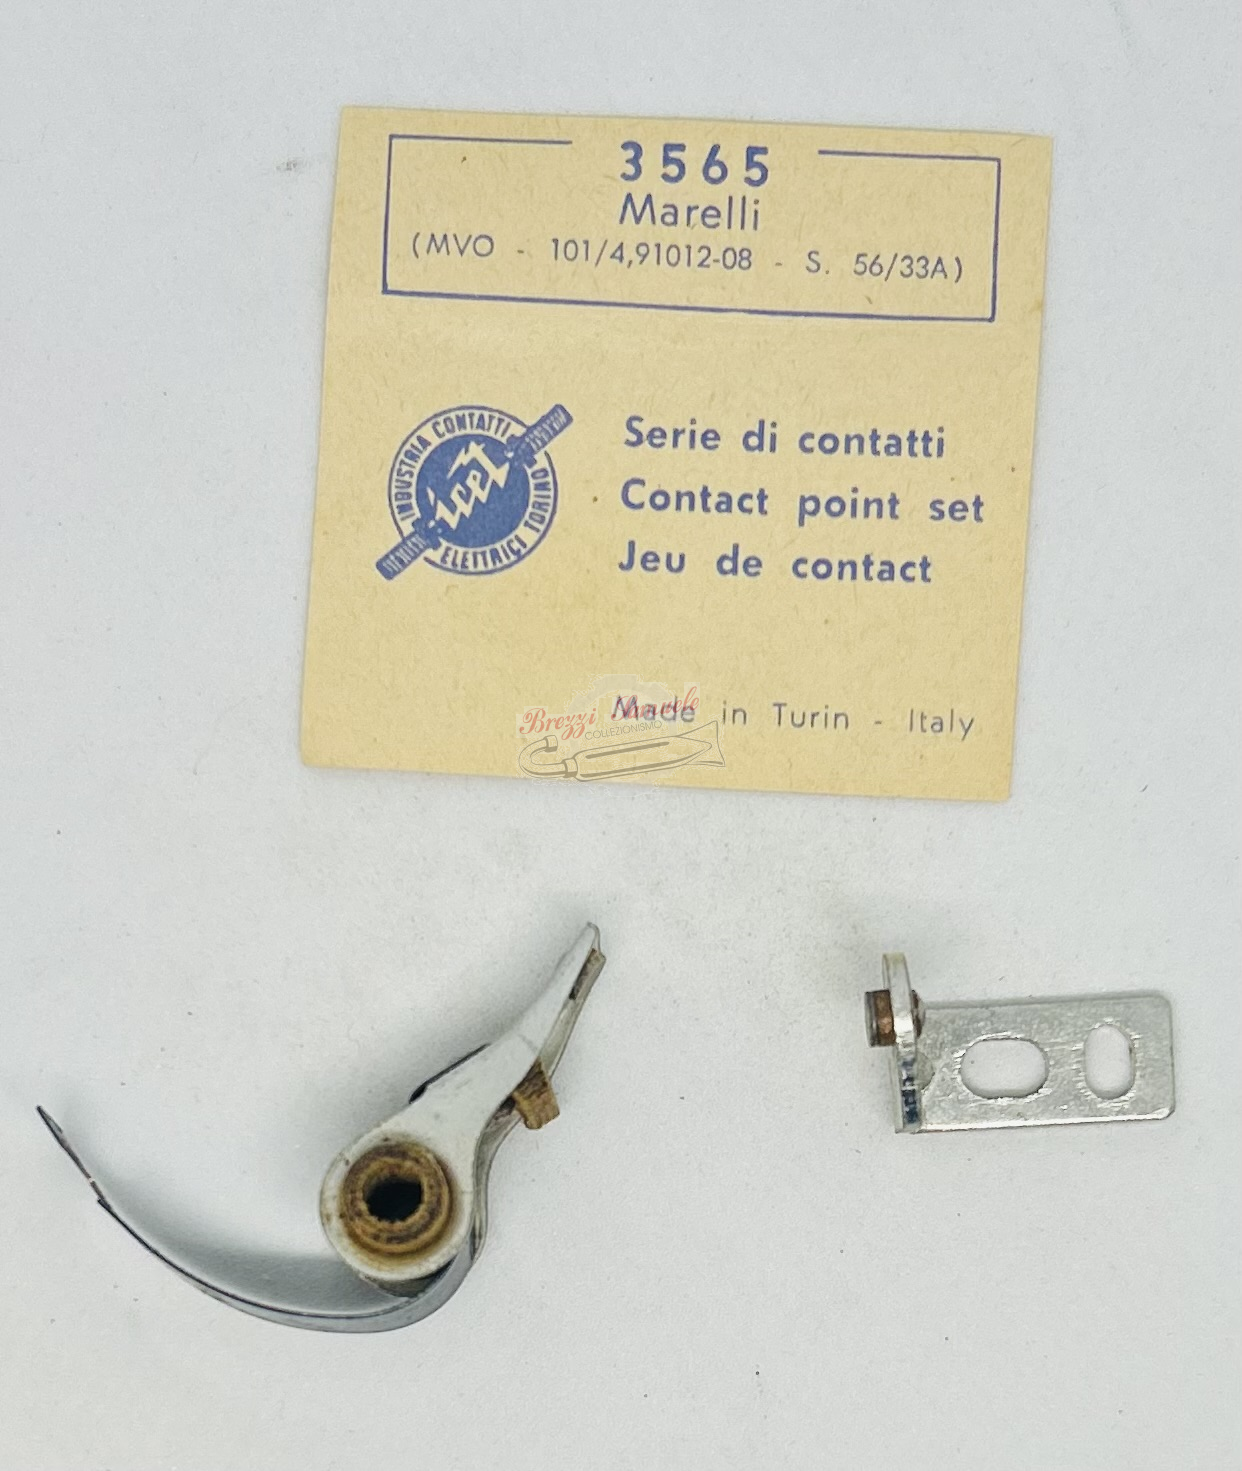 3565
Marelli
(MVO - 101/4,91012-08 - S. 56/33A)
INDUSTRIA CONTATTI
icet
ELETTRICI TORINO
Serie di contatti
Contact point set
Jeu de contact
Made in Turin - Italy
Brezzi Samuele
COLLEZIONISMO